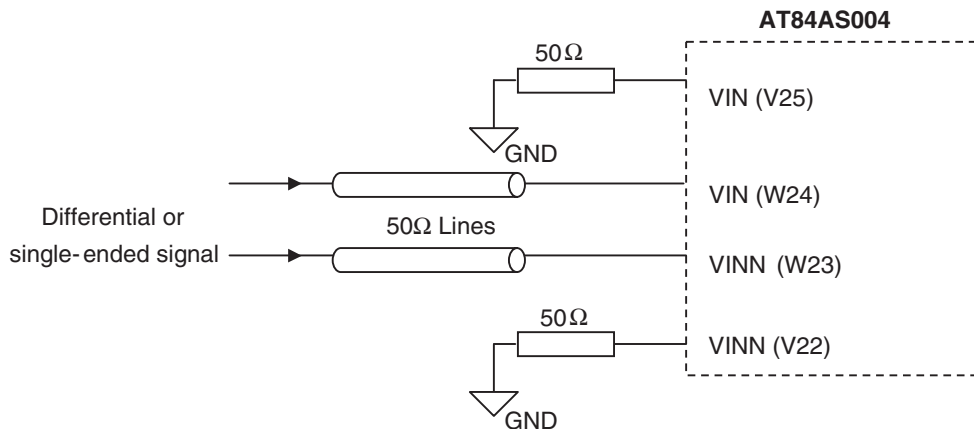 AT84AS004
50Ω
VIN (V25)
GND
VIN (W24)
Differential or
single-ended signal
50Ω Lines
VINN (W23)
50Ω
VINN (V22)
GND